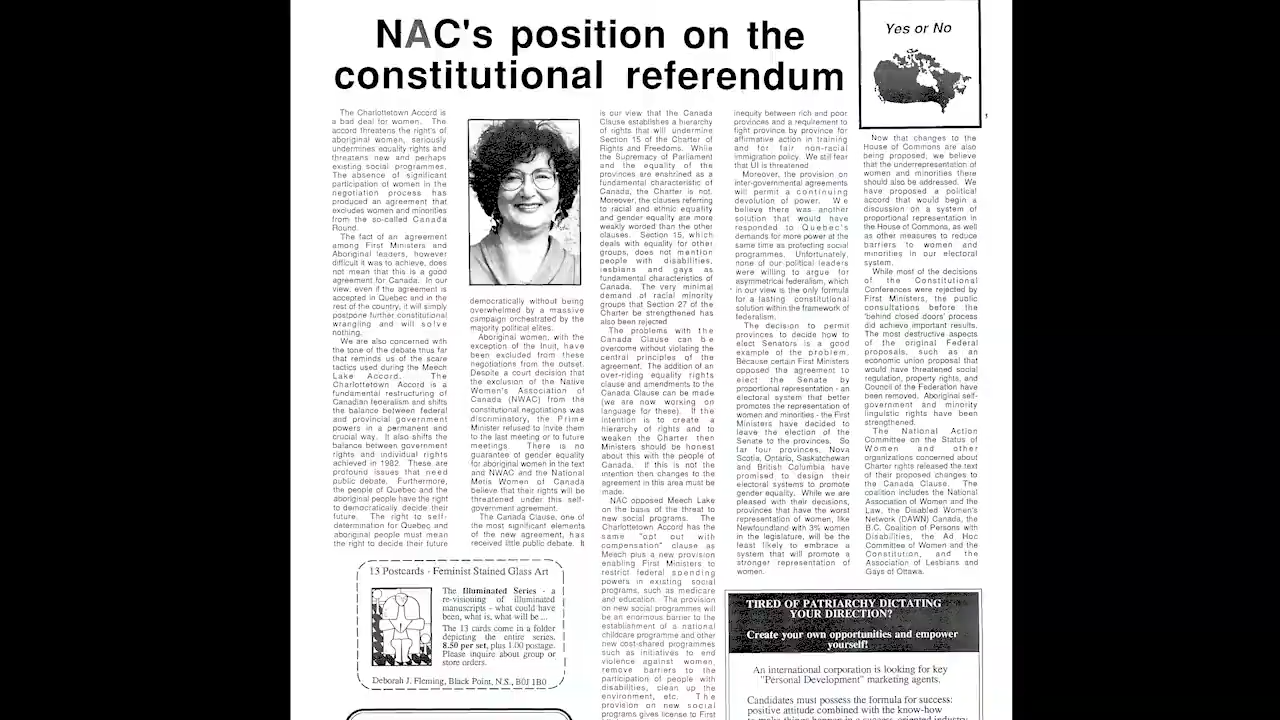 NAC's position on the
constitutional referendum
Yes or No
The Charlottetown Accord is
a bad deal for women. The
accord threatens the right's of
aboriginal women, seriously
undermines equality rights and
threatens new and perhaps
existing social programmes.
The absence of significant
participation of women in the
negotiation process has
produced an agreement that
excludes women and minorities
from the so-called Canada
Round.
The fact of an agreement
among First Ministers and
Aboriginal leaders, however
difficult it was to achieve, does
not mean that this is a good
agreement for Canada. In our
view, even if the agreement is
accepted in Quebec and in the
rest of the country, it will simply
postpone further constitutional
wrangling and will solve
nothing.
We are also concerned with
the tone of the debate thus far
that reminds us of the scare
tactics used during the Meech
Lake Accord. The
Charlottetown Accord is a
fundamental restructuring of
Canadian federalism and shifts
the balance between federal
and provincial government
powers in a permanent and
crucial way. It also shifts the
balance between government
rights and individual rights
achieved in 1982. These are
profound issues that need
public debate. Furthermore,
the people of Quebec and the
aboriginal people have the right
to democratically decide their
future. The right to self-
determination for Quebec and
aboriginal people must mean
the right to decide their future
democratically without being
overwhelmed by a massive
campaign orchestrated by the
majority political elites.
Aboriginal women, with the
exception of the Inuit, have
been excluded from these
negotiations from the outset.
Despite a court decision that
the exclusion of the Native
Women's Association of
Canada (NWAC) from the
constitutional negotiations was
discriminatory, the Prime
Minister refused to invite them
to the last meeting or to future
meetings. There is no
guarantee of gender equality
for aboriginal women in the text
and NWAC and the National
Metis Women of Canada
believe that their rights will be
threatened under this self-
government agreement.
The Canada Clause, one of
the most significant elements
of the new agreement, has
received little public debate. It
is our view that the Canada
Clause establishes a hierarchy
of rights that will undermine
Section 15 of the Charter of
Rights and Freedoms. While
the Supremacy of Parliament
and the equality of the
provinces are enshrined as a
fundamental characteristic of
Canada, the Charter is not.
Moreover, the clauses referring
to racial and ethnic equality
and gender equality are more
weakly worded than the other
clauses. Section 15, which
deals with equality for other
groups, does not mention
people with disabilities,
lesbians and gays as
fundamental characteristics of
Canada. The very minimal
demand of racial minority
groups that Section 27 of the
Charter be strengthened has
also been rejected
The problems with the
Canada Clause can be
overcome without violating the
central principles of the
agreement. The addition of an
over-riding equality rights
clause and amendments to the
Canada Clause can be made
(we are now working on
language for these). If the
intention is to create a
hierarchy of rights and to
weaken the Charter then
Ministers should be honest
about this with the people of
Canada. If this is not the
intention then changes to the
agreement in this area must be
made.
NAC opposed Meech Lake
on the basis of the threat to
new social programs. The
Charlottetown Accord has the
same "opt out with
compensation" clause as
Meech plus a new provision
enabling First Ministers to
restrict federal spending
powers in existing social
programs, such as medicare
and education. The provision
on new social programmes will
be an enormous barrier to the
establishment of a national
childcare programme and other
new cost-shared programmes
such as initiatives to end
violence against women,
remove barriers to the
participation of people with
disabilities, clean up the
environment, etc. The
provision on new social
programs gives license to First
inequity between rich and poor
provinces and a requirement to
fight province by province for
affirmative action in training
and for fair non-racial
immigration policy. We still fear
that UI is threatened
Moreover, the provision on
inter-governmental agreements
will permit a continuing
devolution of power. We
believe there was another
solution that would have
responded to Quebec's
demands for more power at the
same time as protecting social
programmes. Unfortunately,
none of our political leaders
were willing to argue for
asymmetrical federalism, which
in our view is the only formula
for a lasting constitutional
solution within the framework of
federalism.
The decision to permit
provinces to decide how to
elect Senators is a good
example of the problem.
Because certain First Ministers
opposed the agreement to
elect the Senate by
proportional representation - an
electoral system that better
promotes the representation of
women and minorities - the First
Ministers have decided to
leave the election of the
Senate to the provinces. So
far four provinces, Nova
Scotia, Ontario, Saskatchewan
and British Columbia have
promised to design their
electoral systems to promote
gender equality. While we are
pleased with their decisions,
provinces that have the worst
representation of women, like
Newfoundland with 3% women
in the legislature, will be the
least likely to embrace a
system that will promote a
stronger representation of
women.
Now that changes to the
House of Commons are also
being proposed, we believe
that the underrepresentation of
women and minorities there
should also be addressed. We
have proposed a political
accord that would begin a
discussion on a system of
proportional representation in
the House of Commons, as well
as other measures to reduce
barriers to women and
minorities in our electoral
system.
While most of the decisions
of the Constitutional
Conferences were rejected by
First Ministers, the public
consultations before the
'behind closed doors' process
did achieve important results.
The most destructive aspects
of the original Federal
proposals, such as an
economic union proposal that
would have threatened social
regulation, property rights, and
Council of the Federation have
been removed. Aboriginal self-
government and minority
linguistic rights have been
strengthened.
The National Action
Committee on the Status of
Women and other
organizations concerned about
Charter rights released the text
of their proposed changes to
the Canada Clause. The
coalition includes the National
Association of Women and the
Law, the Disabled Women's
Network (DAWN) Canada, the
B.C. Coalition of Persons with
Disabilities, the Ad Hoc
Committee of Women and the
Constitution, and the
Association of Lesbians and
Gays of Ottawa.
13 Postcards - Feminist Stained Glass Art
The Illuminated Series - a
re-visioning of illuminated
manuscripts - what could have
been, what is, what will be ...
The 13 cards come in a folder
depicting the entire series.
8.50 per set, plus 1.00 postage.
Please inquire about group or
store orders.
Deborah J. Fleming, Black Point, N.S., B0J 1B0
TIRED OF PATRIARCHY DICTATING
YOUR DIRECTION?
Create your own opportunities and empower
yourself!
An international corporation is looking for key
"Personal Development" marketing agents.
Candidates must possess the formula for success:
positive attitude combined with the know-how
to make things happen in a success-oriented industry